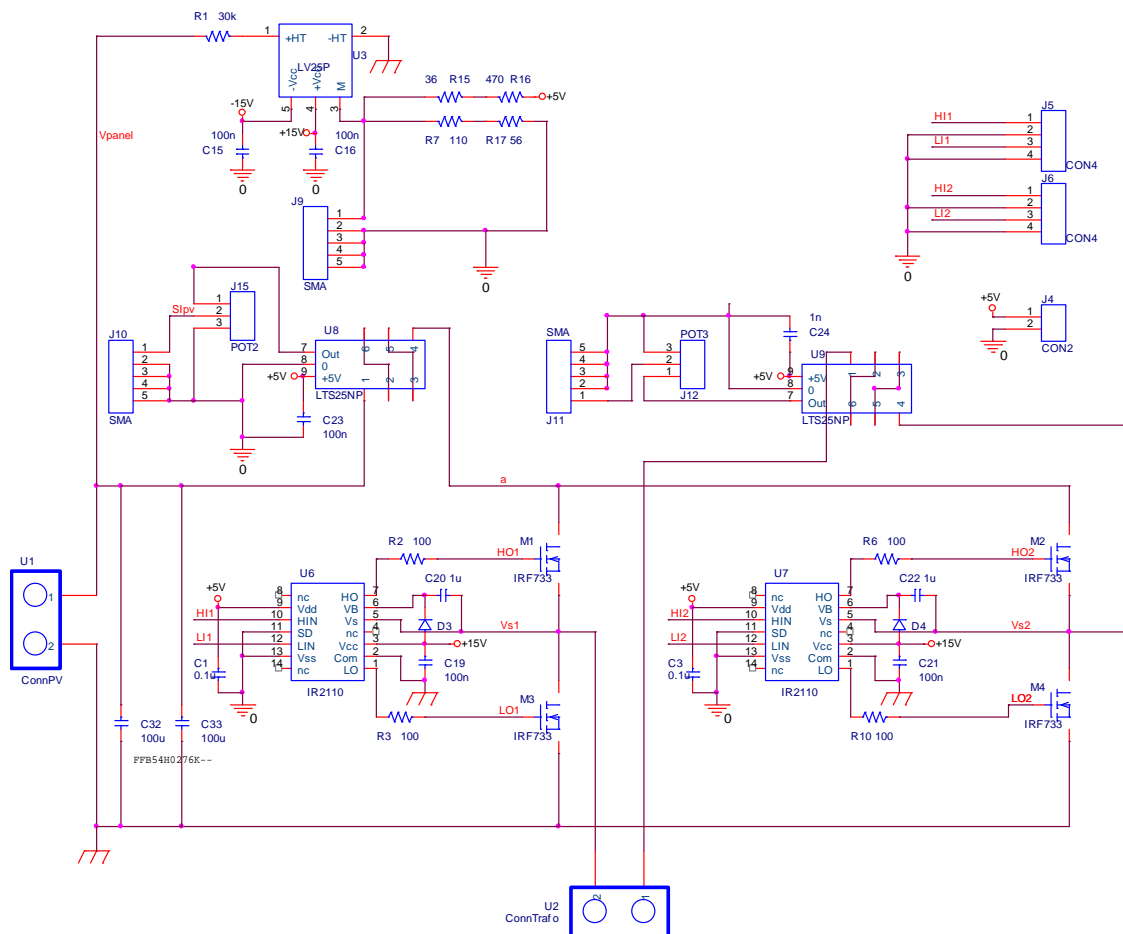 R1 30k
1
+HT
-HT
2
U3
LV25P
-Vcc
+Vcc
M
5
4
3
-15V
+15V
100n
C15
100n
C16
0
0
Vpanel
36 R15
470 R16
+5V
R7 110
R17 56
J9
1
2
3
4
5
SMA
0
HI1
LI1
J5
1
2
3
4
CON4
HI2
LI2
J6
1
2
3
4
CON4
0
+5V
J4
1
2
CON2
0
J15
1
2
3
POT2
SIpv
J10
1
2
3
4
5
SMA
U8
7
8
9
Out
0
+5V
6
5
4
1
2
3
LTS25NP
+5V
C23
100n
0
SMA
5
4
3
2
1
J11
POT3
3
2
1
J12
1n
C24
U9
+5V
9
8
7
+5V
0
Out
1
2
3
6
5
4
LTS25NP
a
U1
1
2
ConnPV
C32
100u
C33
100u
FFB54H0276K--
R2 100
HO1
M1
IRF733
U6
+5V
HI1
LI1
8
9
10
11
12
13
14
nc
Vdd
HIN
SD
LIN
Vss
nc
HO
VB
Vs
nc
Vcc
Com
LO
7
6
5
4
3
2
1
IR2110
C20 1u
D3
+15V
C19
100n
C1
0.1u
0
Vs1
R3 100
LO1
M3
IRF733
R6 100
HO2
M2
IRF733
U7
+5V
HI2
LI2
8
9
10
11
12
13
14
nc
Vdd
HIN
SD
LIN
Vss
nc
HO
VB
Vs
nc
Vcc
Com
LO
7
6
5
4
3
2
1
IR2110
C22 1u
D4
+15V
C21
100n
C3
0.1u
0
Vs2
R10 100
LO2
M4
IRF733
U2
ConnTrafo
2
1